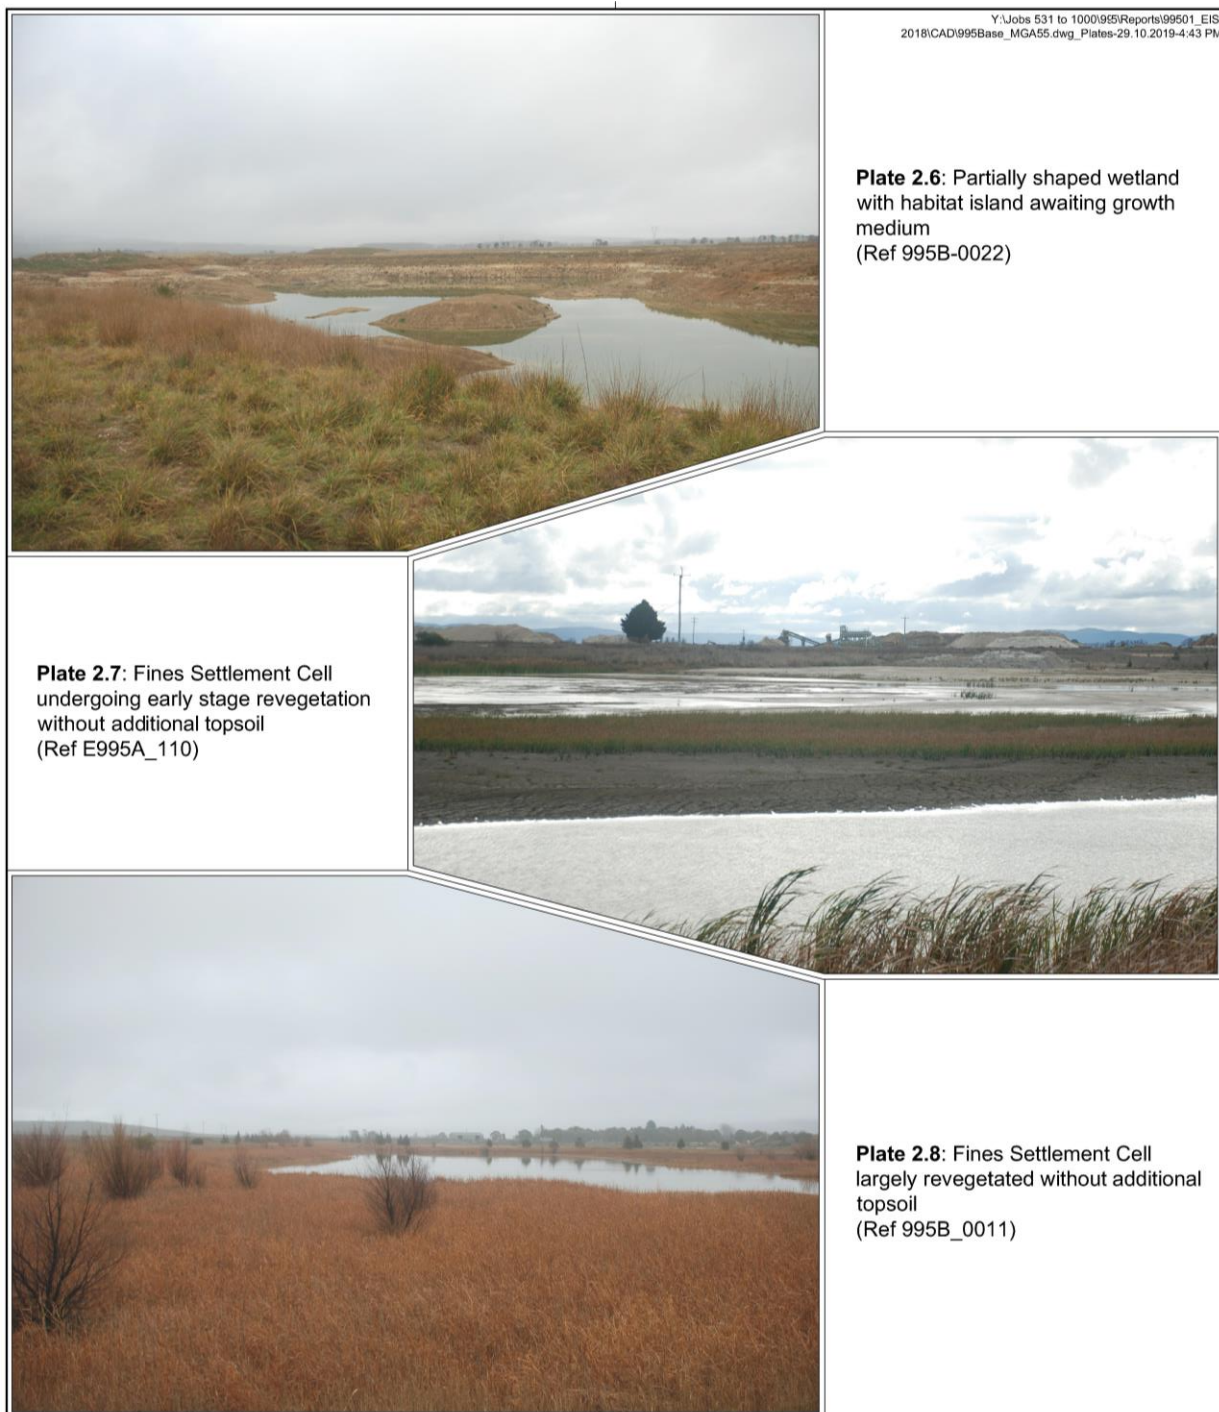 Y:\Jobs 531 to 1000\995\Reports\99501_EIS
2018\CAD\995Base_MGA55.dwg_Plates-29.10.2019-4:43 PM
Plate 2.6: Partially shaped wetland
with habitat island awaiting growth
medium
(Ref 995B-0022)
Plate 2.7: Fines Settlement Cell
undergoing early stage revegetation
without additional topsoil
(Ref E995A_110)
Plate 2.8: Fines Settlement Cell
largely revegetated without additional
topsoil
(Ref 995B_0011)